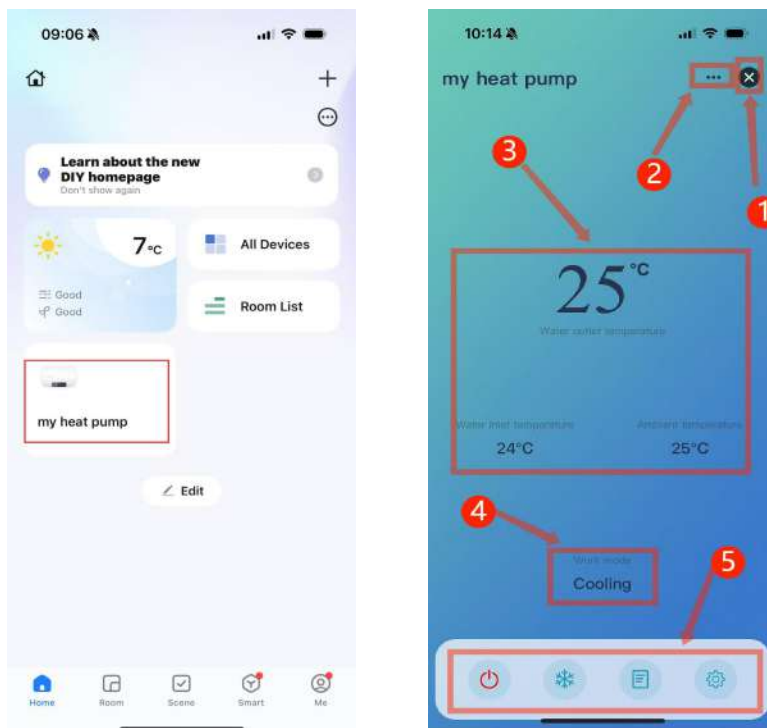 09:06
Learn about the new
DIY homepage
Don't show again
7°C
Good
Good
All Devices
Room List
my heat pump
Edit
Home
Room
Scene
Smart
Me
10:14
my heat pump
1
2
3
25°C
Water outlet temperature
Water inlet temperature
24°C
Ambient temperature
25°C
4
Work mode
Cooling
5